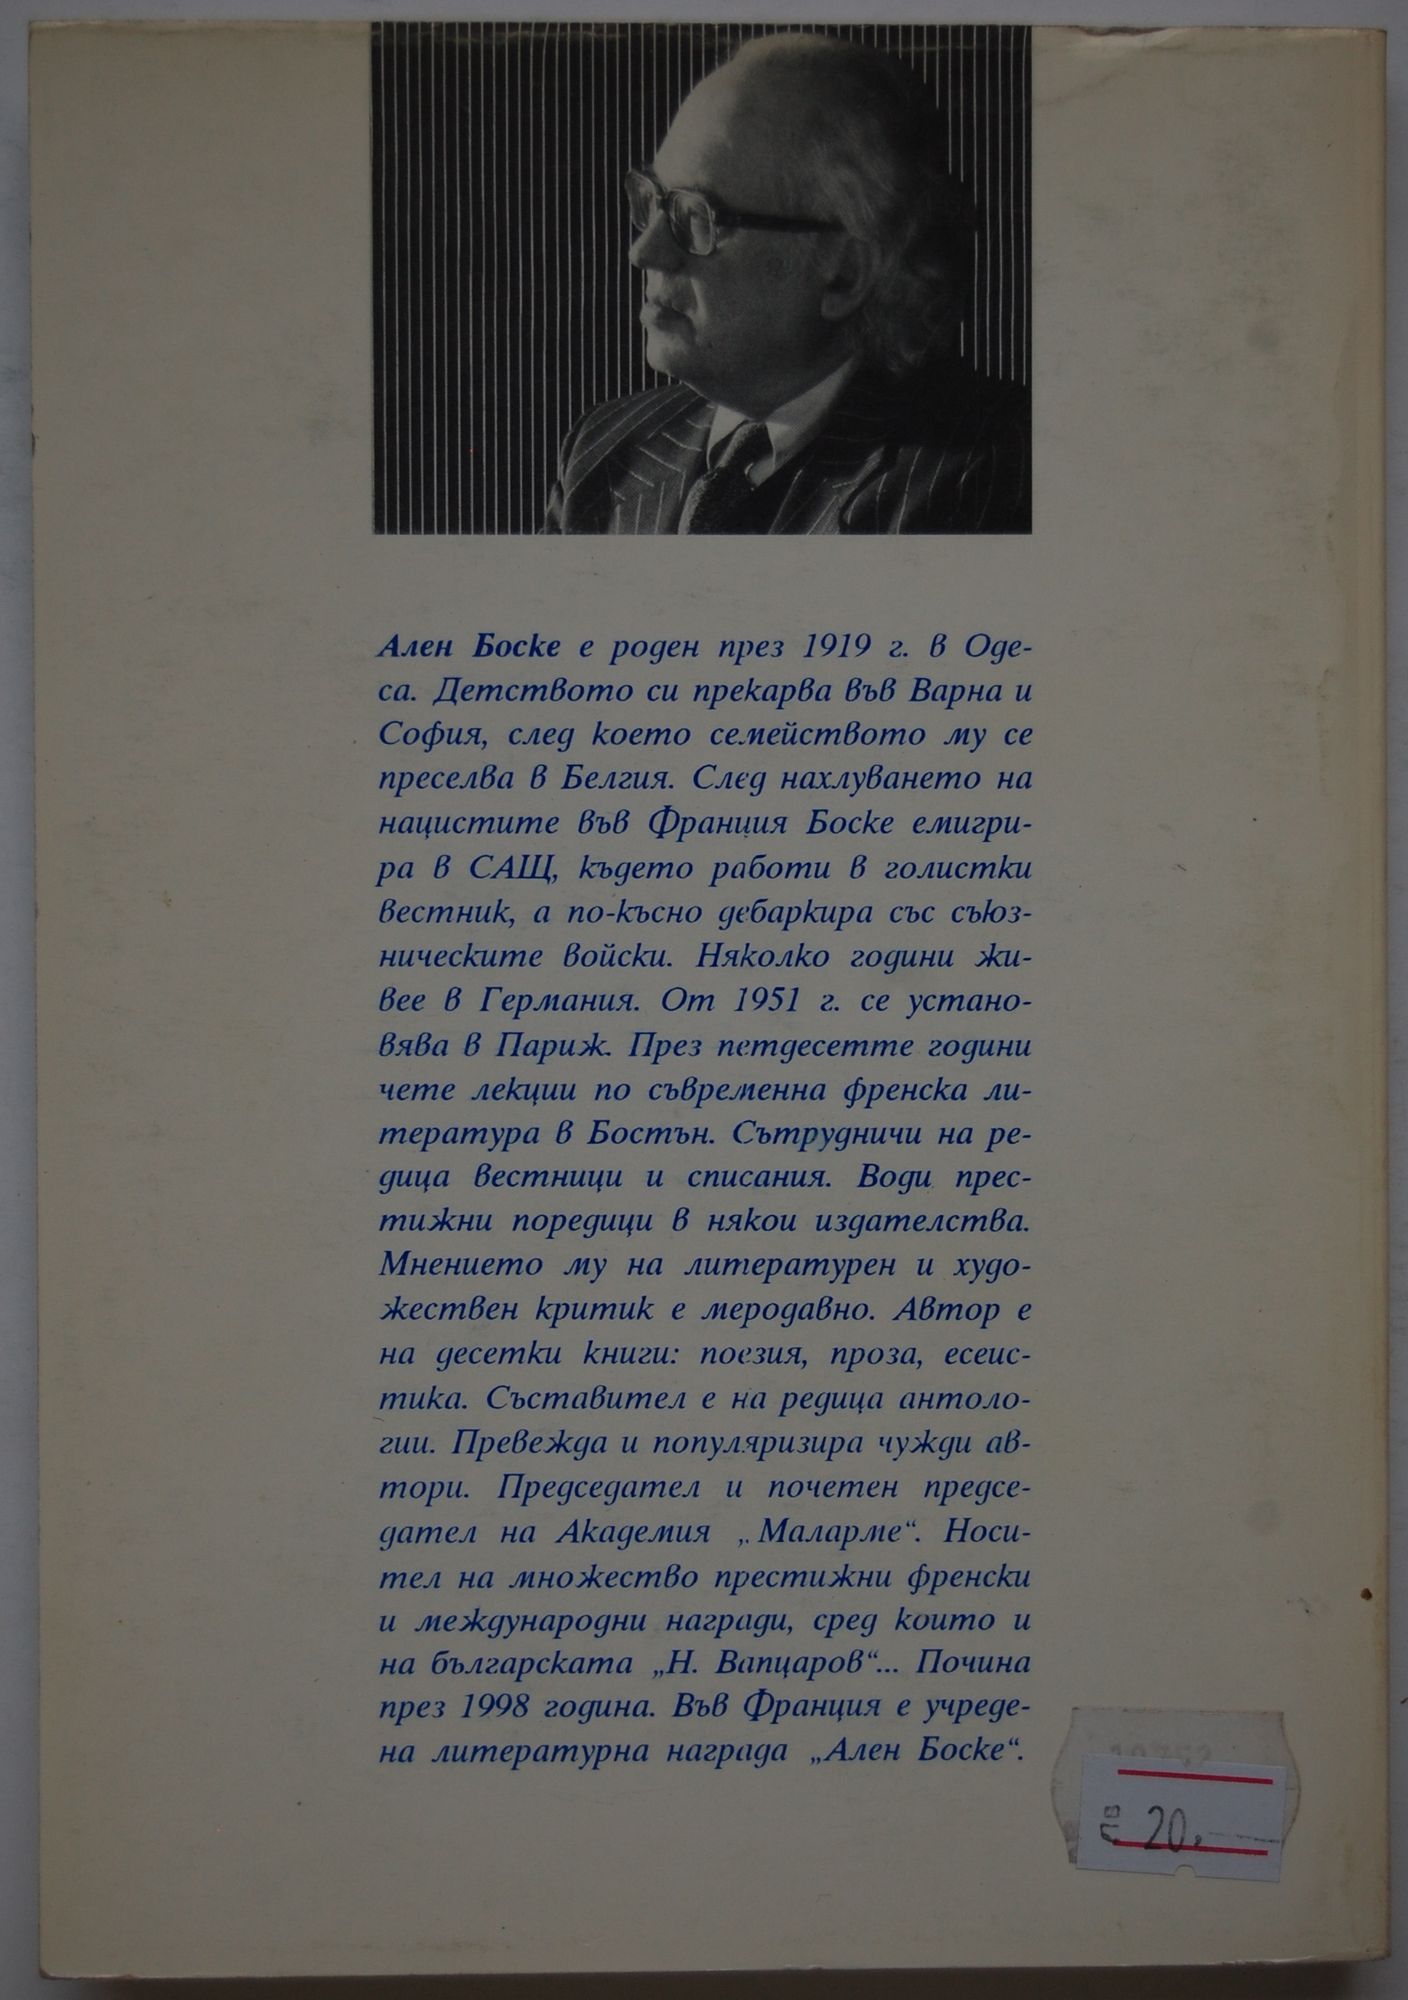 Ален Боске е роден през 1919 г. в Оде-
са. Детството си прекарва във Варна и
София, след което семейството му се
преселва в Белгия. След нахлуването на
нацистите във Франция Боске емигри-
ра в САЩ, където работи в голистки
вестник, а по-късно дебаркира със съюз-
ническите войски. Няколко години жи-
вее в Германия. От 1951 г. се устано-
вява в Париж. През петдесетте години
чете лекции по съвременна френска ли-
тература в Бостън. Сътрудничи на ре-
дица вестници и списания. Води прес-
тижни поредици в някои издателства.
Мнението му на литературен и худо-
жествен критик е меродавно. Автор е
на десетки книги: поезия, проза, есеис-
тика. Съставител е на редица антоло-
гии. Превежда и популяризира чужди ав-
тори. Председател и почетен предсе-
дател на Академия „Маларме“. Носи-
тел на множество престижни френски
и международни награди, сред които и
на българската „Н. Вапцаров“... Почина
през 1998 година. Във Франция е учреде-
на литературна награда „Ален Боске“.
20.